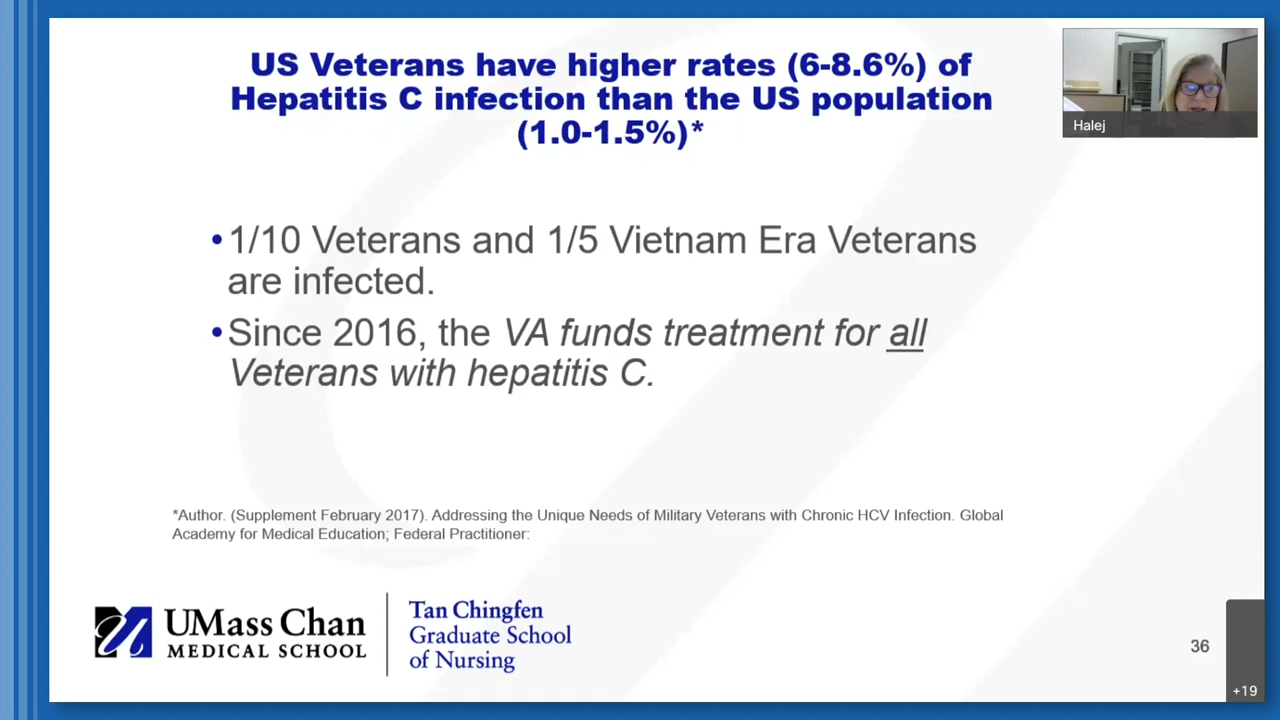 US Veterans have higher rates (6-8.6%) of
Hepatitis C infection than the US population
(1.0-1.5%)*
Halej
•1/10 Veterans and 1/5 Vietnam Era Veterans
are infected.
•Since 2016, the VA funds treatment for all
Veterans with hepatitis C.
*Author. (Supplement February 2017). Addressing the Unique Needs of Military Veterans with Chronic HCV Infection. Global
Academy for Medical Education; Federal Practitioner:
UMass Chan
MEDICAL SCHOOL
Tan Chingfen
Graduate School
of Nursing
36
+19